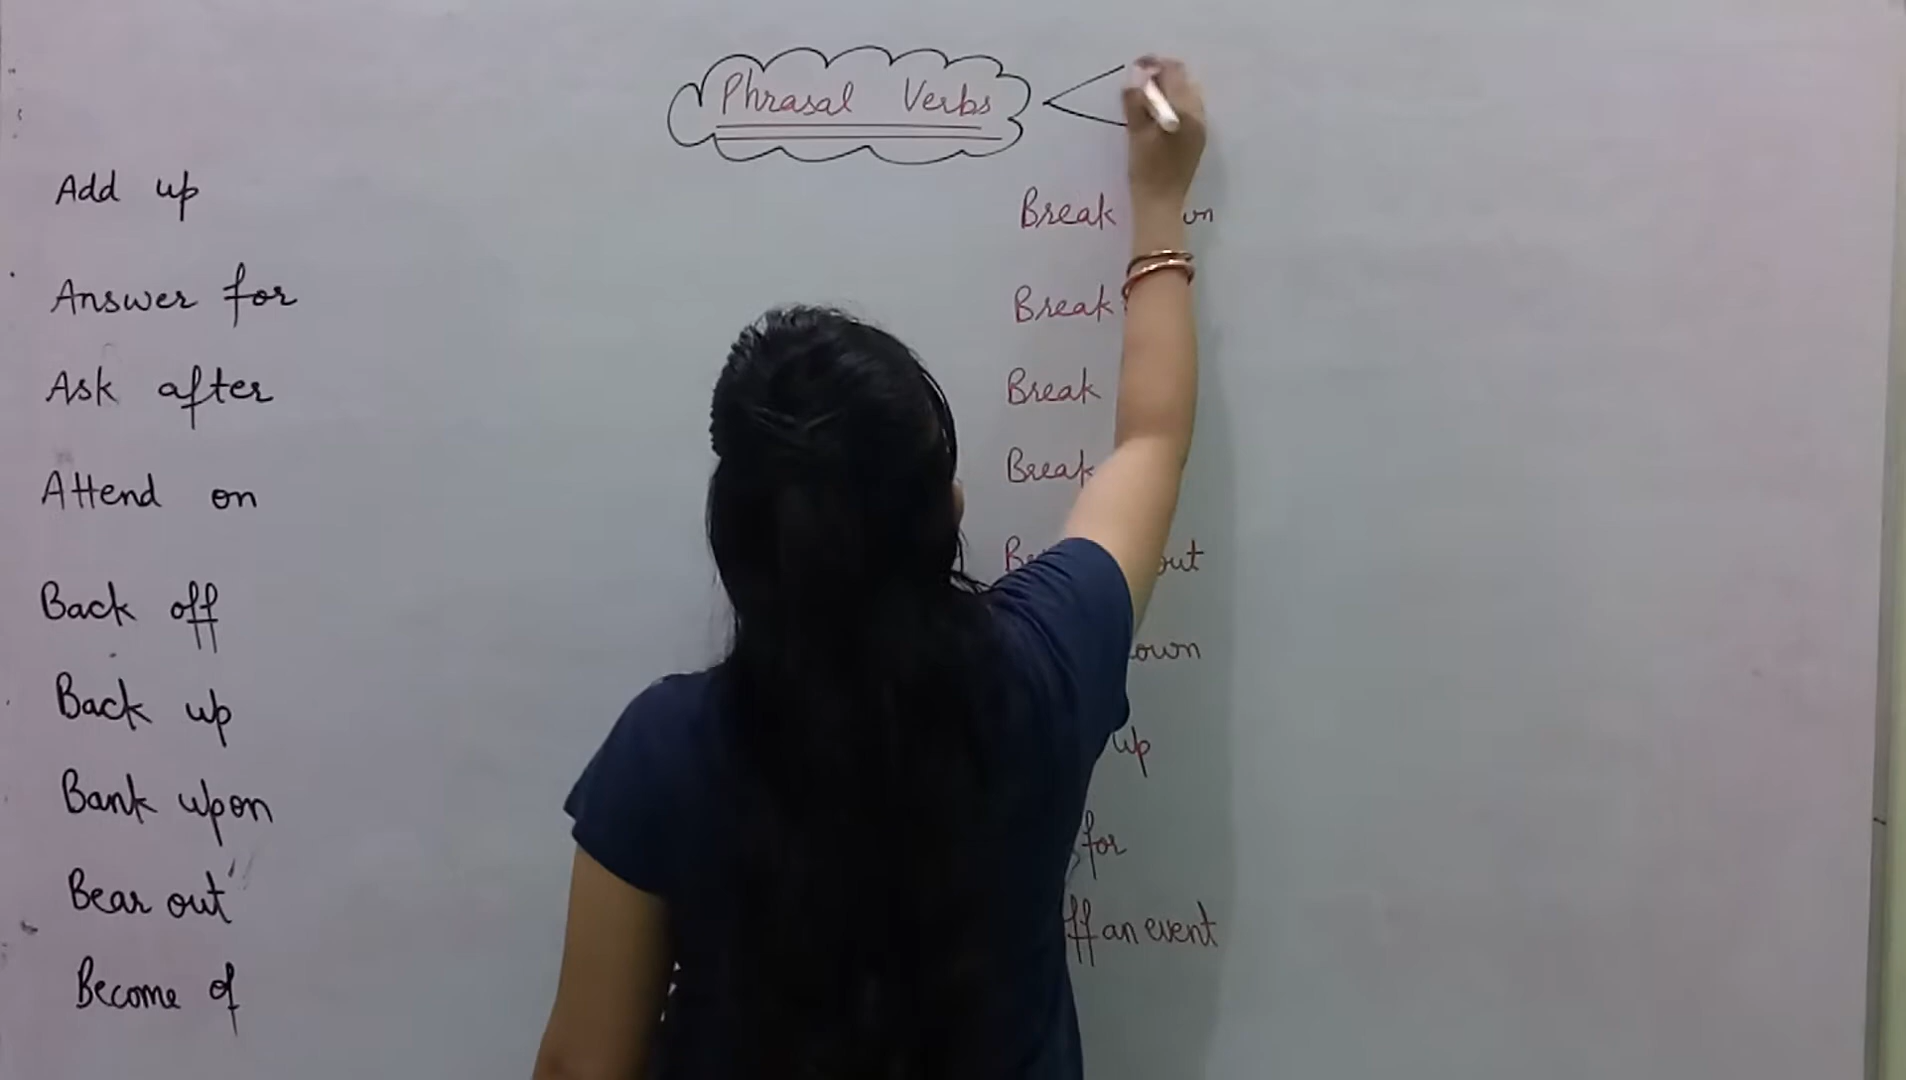 Phrasal Verbs
Add up
Answer for
Ask after
Attend on
Back off
Back up
Bank upon
Bear out
Become of
Break
Break
Break
Break
out
up
for
an event